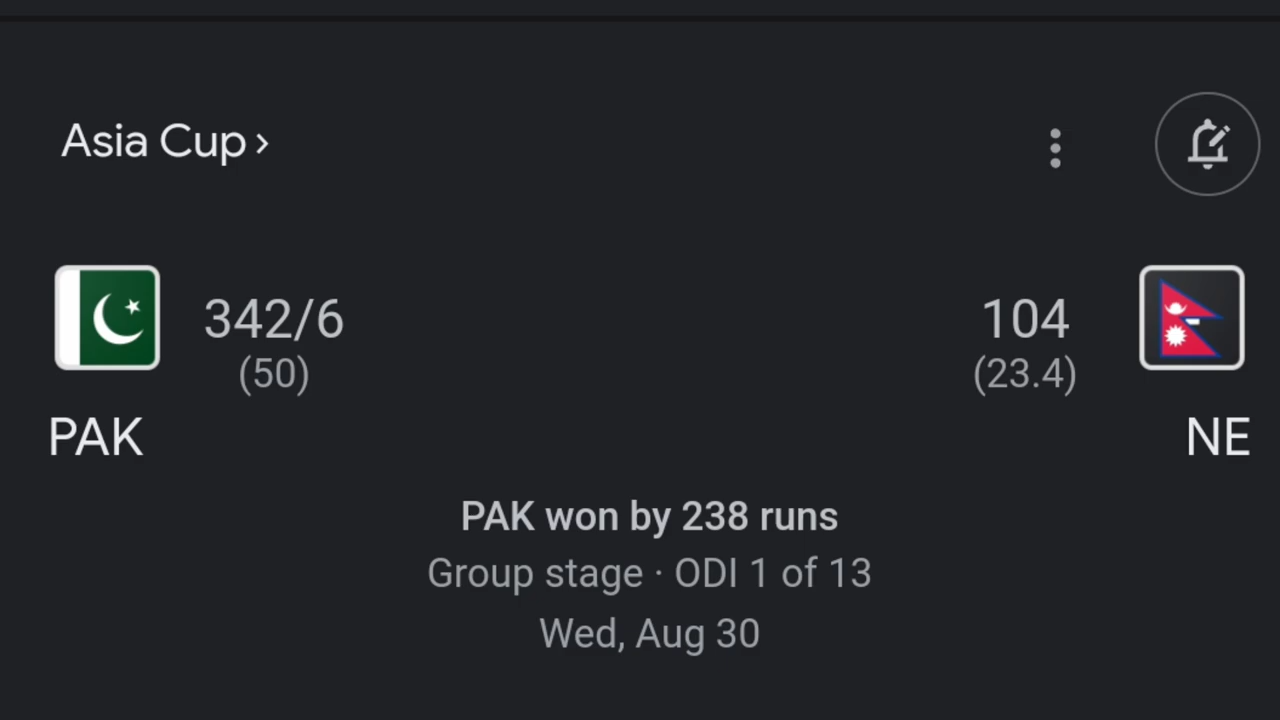 Asia Cup ›
342/6
(50)
104
(23.4)
PAK
NE
PAK won by 238 runs
Group stage · ODI 1 of 13
Wed, Aug 30